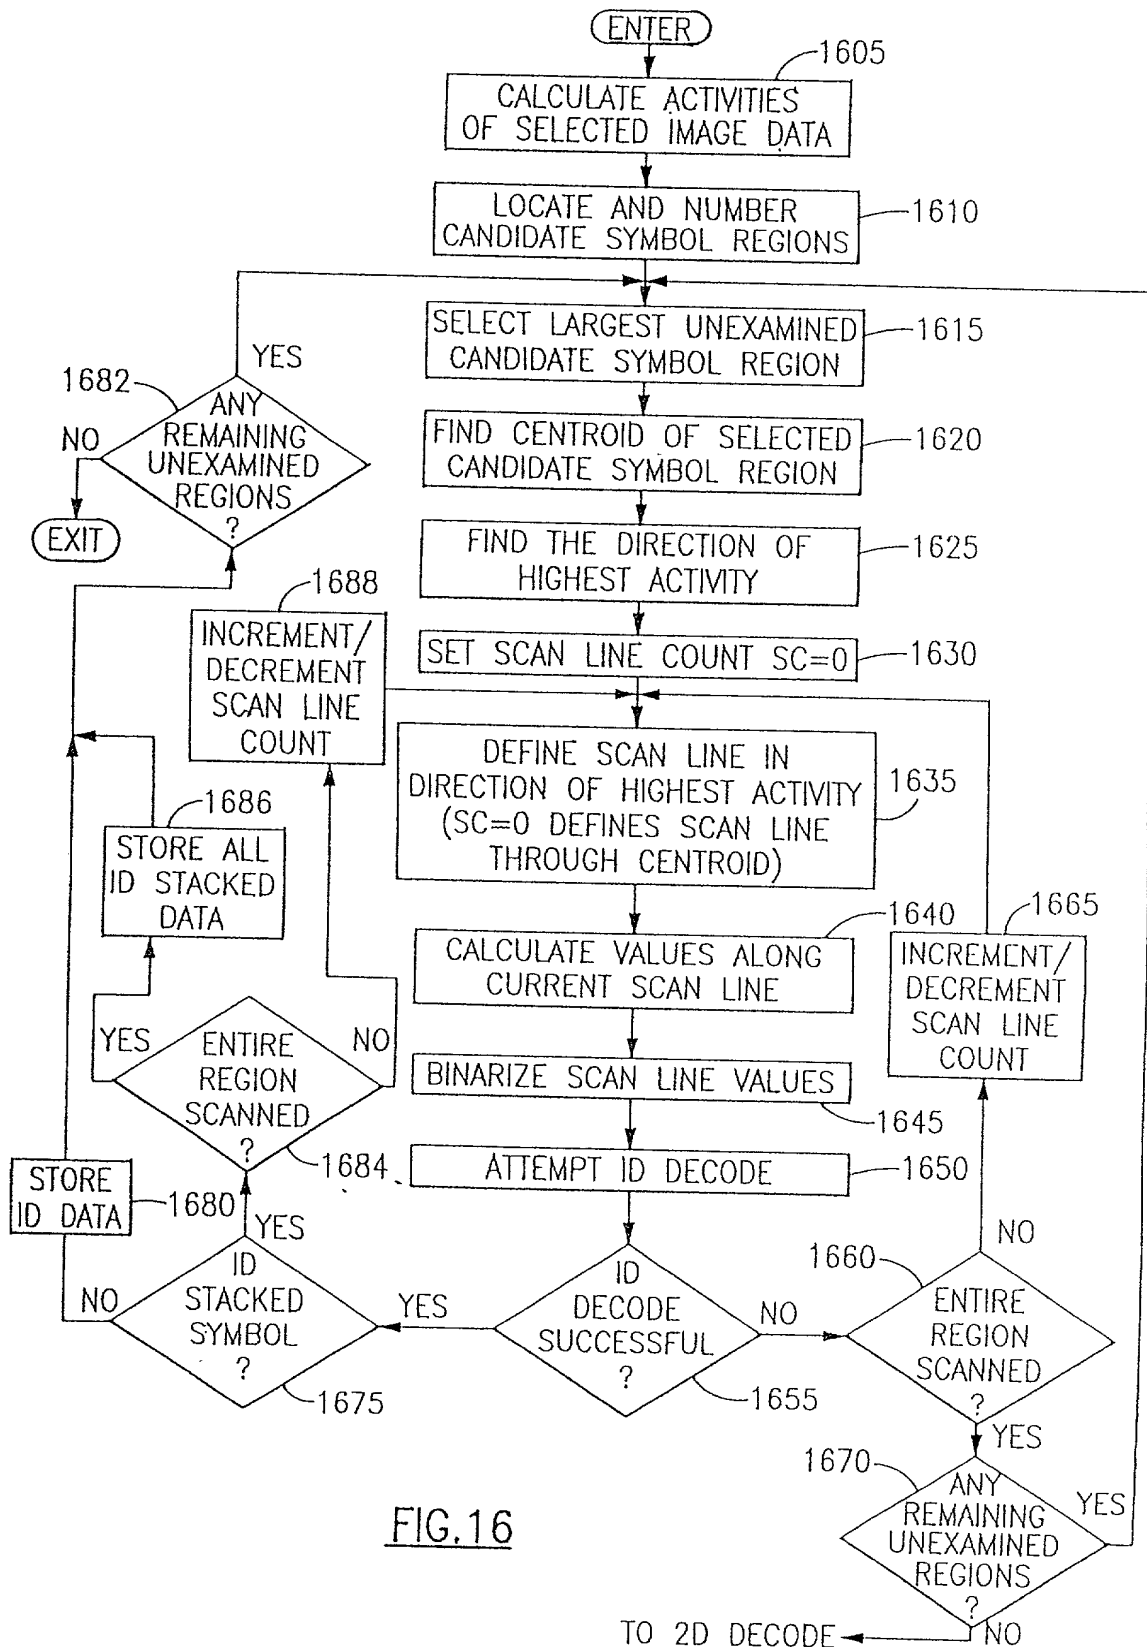 ENTER
1605
CALCULATE ACTIVITIES
OF SELECTED IMAGE DATA
LOCATE AND NUMBER
CANDIDATE SYMBOL REGIONS
1610
SELECT LARGEST UNEXAMINED
CANDIDATE SYMBOL REGION
1615
YES
1682
ANY
REMAINING
UNEXAMINED
REGIONS
?
NO
EXIT
FIND CENTROID OF SELECTED
CANDIDATE SYMBOL REGION
1620
FIND THE DIRECTION OF
HIGHEST ACTIVITY
1625
1688
INCREMENT/
DECREMENT
SCAN LINE
COUNT
SET SCAN LINE COUNT SC=0
1630
DEFINE SCAN LINE IN
DIRECTION OF HIGHEST ACTIVITY
(SC=0 DEFINES SCAN LINE
THROUGH CENTROID)
1635
1686
STORE ALL
ID STACKED
DATA
1640
CALCULATE VALUES ALONG
CURRENT SCAN LINE
1665
INCREMENT/
DECREMENT
SCAN LINE
COUNT
YES
ENTIRE
REGION
SCANNED
?
NO
1684
BINARIZE SCAN LINE VALUES
1645
ATTEMPT ID DECODE
1650
STORE
ID DATA
1680
YES
NO
ID
STACKED
SYMBOL
?
1675
YES
ID
DECODE
SUCCESSFUL
?
1655
NO
1660
NO
ENTIRE
REGION
SCANNED
?
YES
1670
ANY
REMAINING
UNEXAMINED
REGIONS
?
YES
NO
TO 2D DECODE
FIG.16